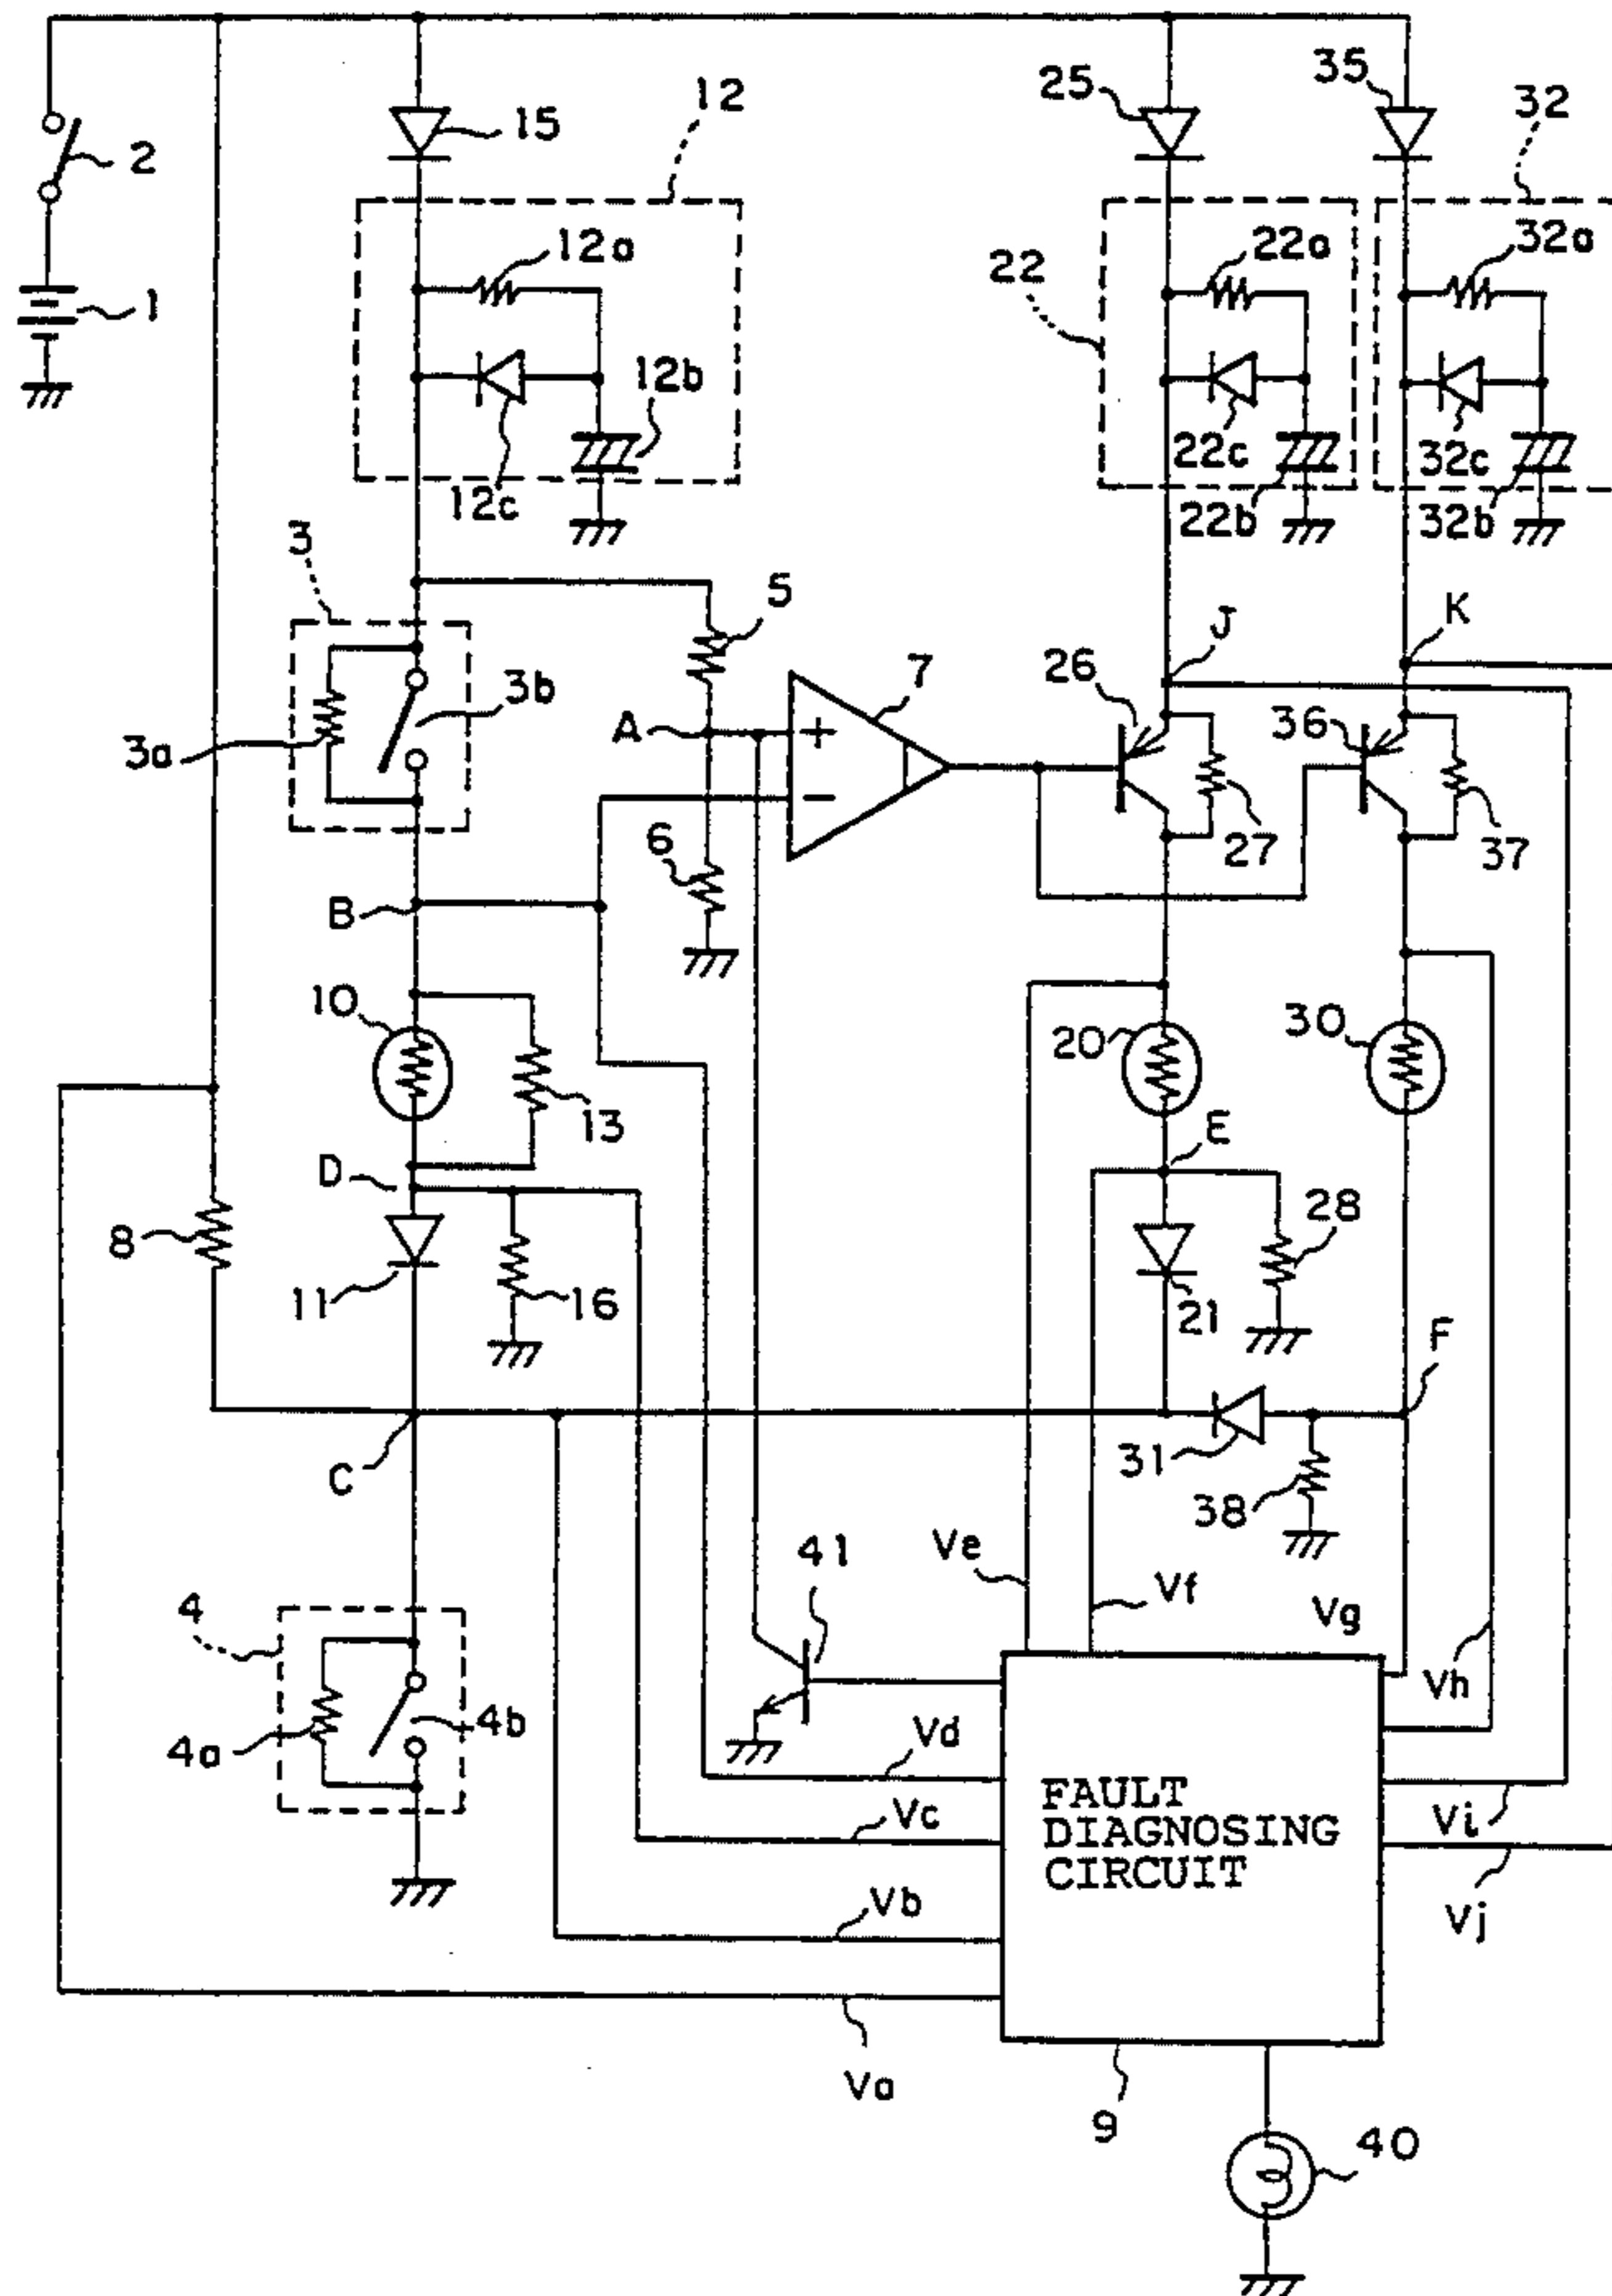 12
25
35
32
15
2
12a
22a
32a
22
1
12b
12c
22c
22b
32c
32b
3
5
J
K
7
26
3b
A
36
3a
6
27
37
B
10
20
30
13
E
D
28
8
11
16
21
F
31
C
38
41
Ve
Vf
Vg
4
Vh
4b
4a
Vd
FAULT
DIAGNOSING
CIRCUIT
Vc
Vi
Vb
Vj
Va
9
40